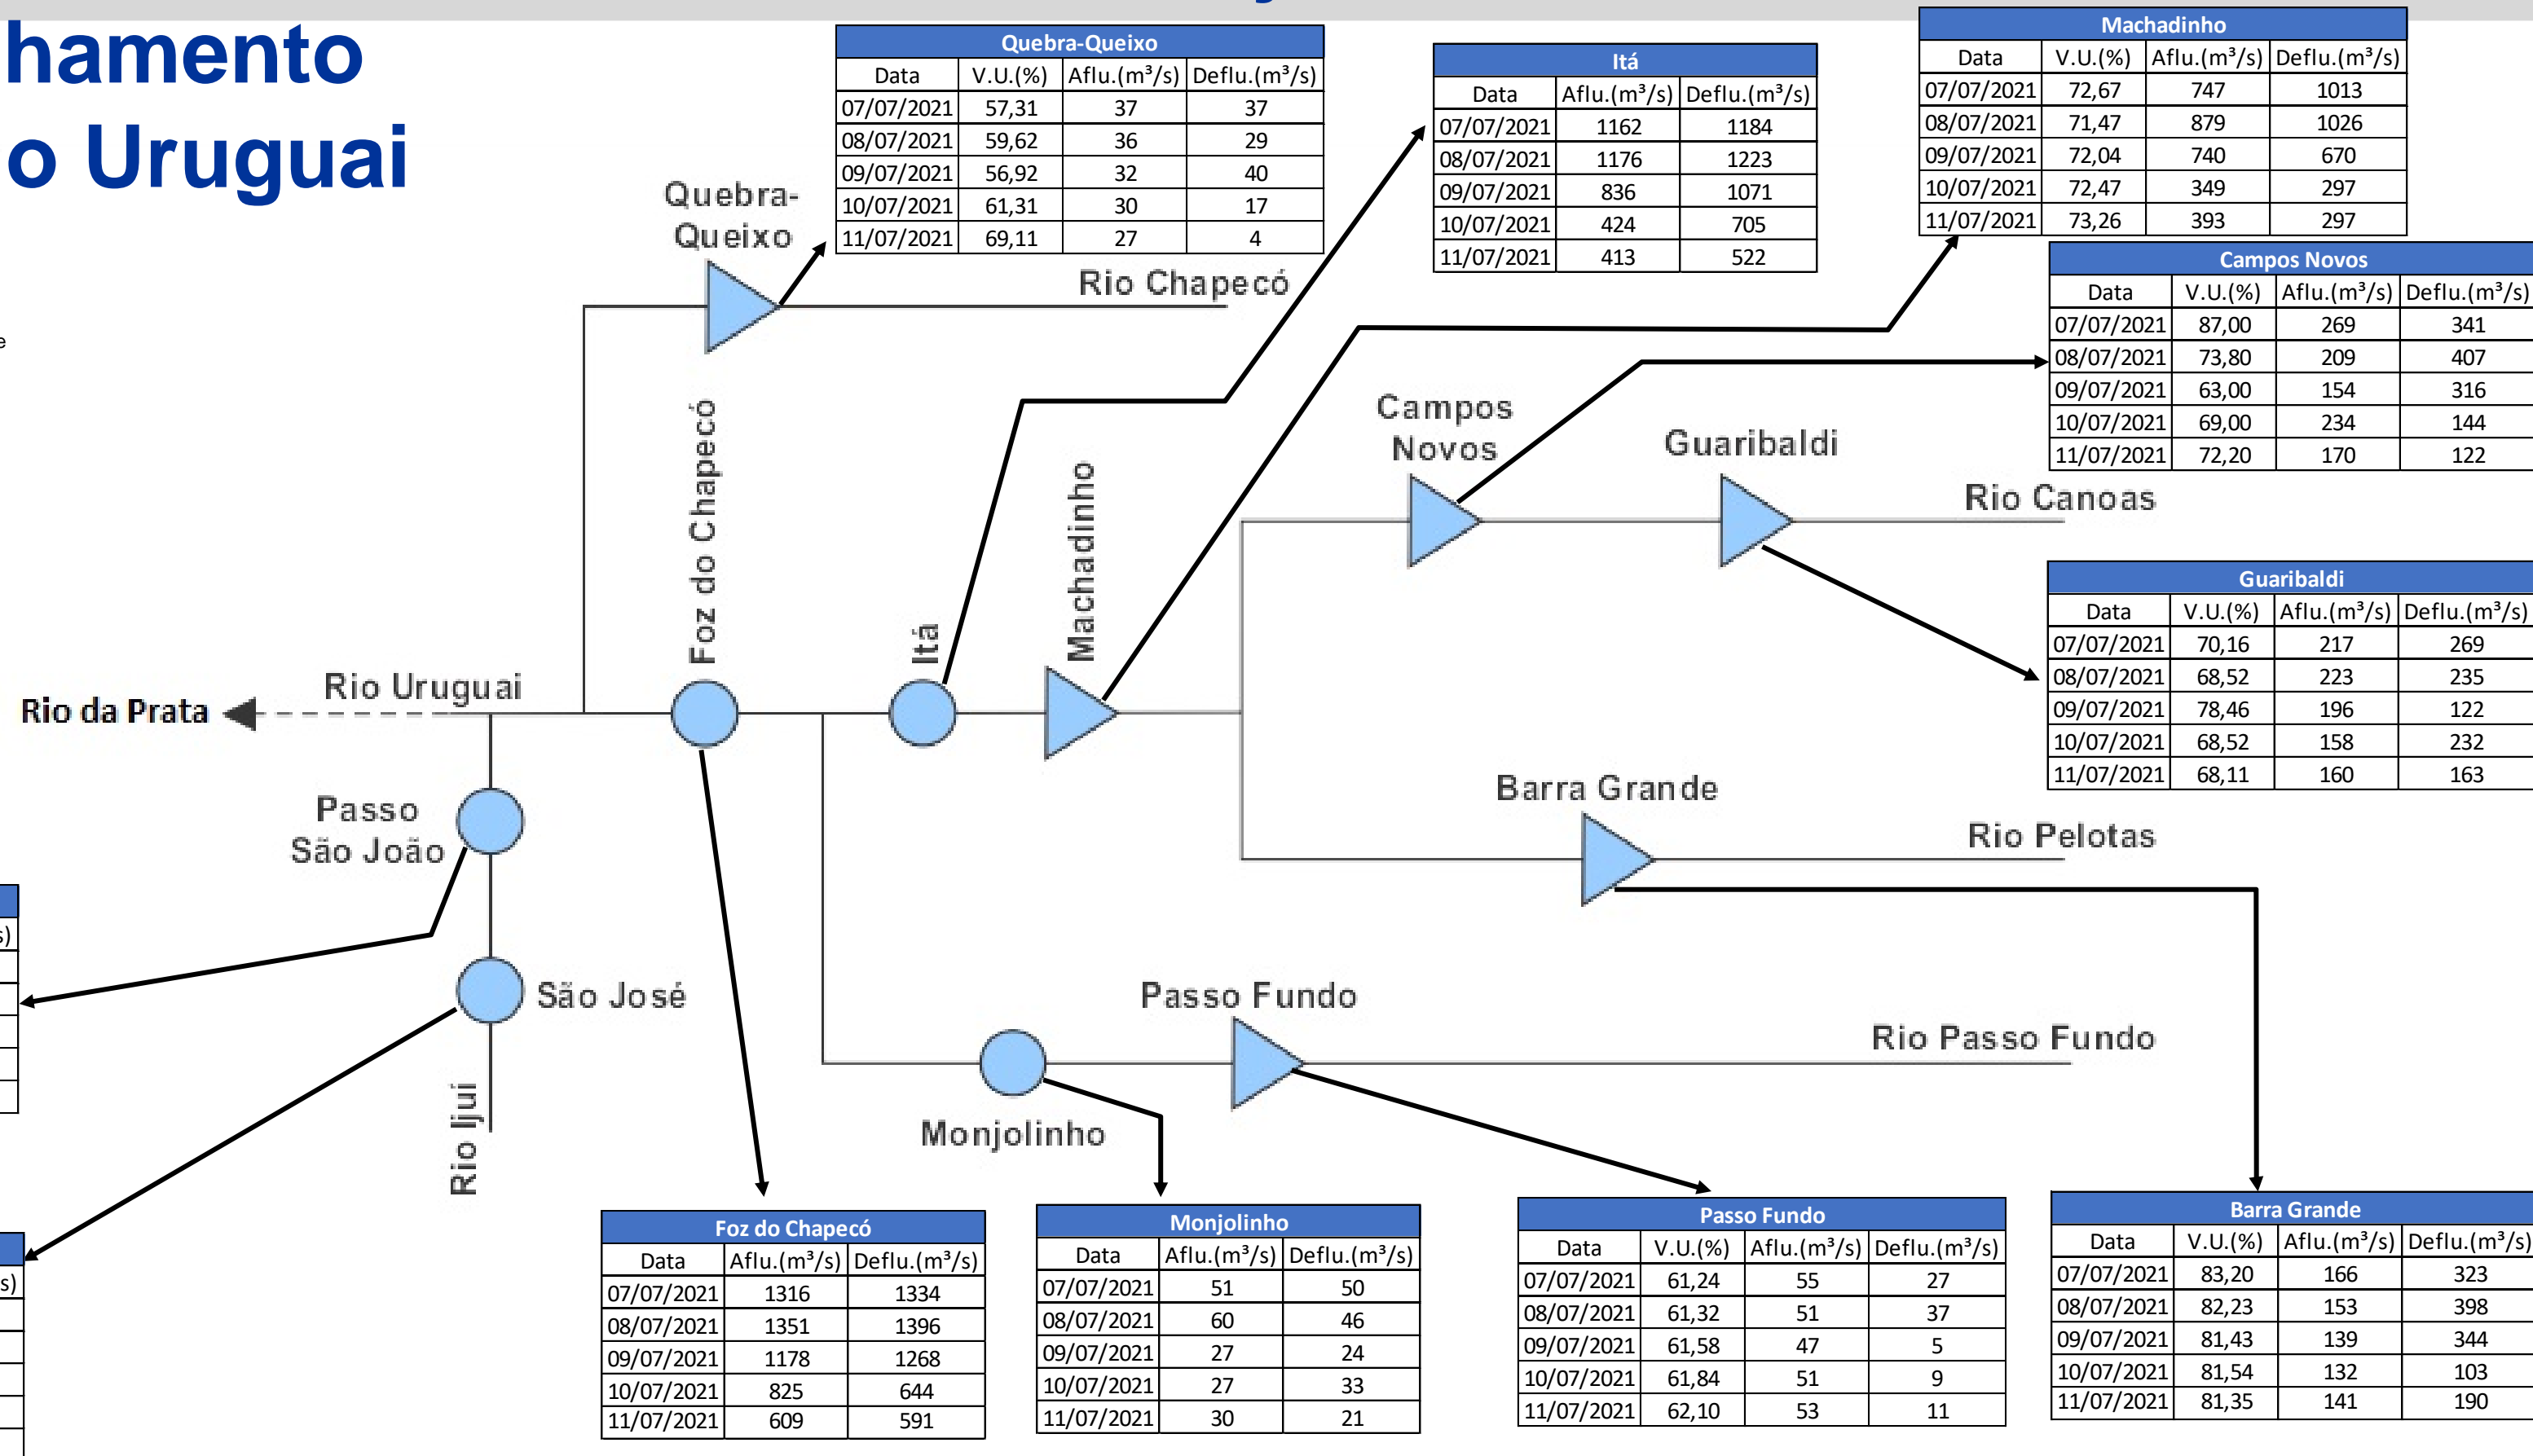 hamento
o Uruguai
e
Quebra-Queixo
Data V.U.(%) Aflu.(m³/s) Deflu.(m³/s)
07/07/2021 57,31 37 37
08/07/2021 59,62 36 29
09/07/2021 56,92 32 40
10/07/2021 61,31 30 17
11/07/2021 69,11 27 4
Itá
Data Aflu.(m³/s) Deflu.(m³/s)
07/07/2021 1162 1184
08/07/2021 1176 1223
09/07/2021 836 1071
10/07/2021 424 705
11/07/2021 413 522
Machadinho
Data V.U.(%) Aflu.(m³/s) Deflu.(m³/s)
07/07/2021 72,67 747 1013
08/07/2021 71,47 879 1026
09/07/2021 72,04 740 670
10/07/2021 72,47 349 297
11/07/2021 73,26 393 297
Campos Novos
Data V.U.(%) Aflu.(m³/s) Deflu.(m³/s)
07/07/2021 87,00 269 341
08/07/2021 73,80 209 407
09/07/2021 63,00 154 316
10/07/2021 69,00 234 144
11/07/2021 72,20 170 122
Quebra-
Queixo
Rio Chapecó
Foz do Chapecó
Itá
Machadinho
Campos
Novos
Guaribaldi
Rio Canoas
Guaribaldi
Data V.U.(%) Aflu.(m³/s) Deflu.(m³/s)
07/07/2021 70,16 217 269
08/07/2021 68,52 223 235
09/07/2021 78,46 196 122
10/07/2021 68,52 158 232
11/07/2021 68,11 160 163
Rio da Prata
Rio Uruguai
Passo
São João
Barra Grande
Rio Pelotas
s)
São José
Passo Fundo
Rio Passo Fundo
Rio Ijui
Monjolinho
s)
Foz do Chapecó
Data Aflu.(m³/s) Deflu.(m³/s)
07/07/2021 1316 1334
08/07/2021 1351 1396
09/07/2021 1178 1268
10/07/2021 825 644
11/07/2021 609 591
Monjolinho
Data Aflu.(m³/s) Deflu.(m³/s)
07/07/2021 51 50
08/07/2021 60 46
09/07/2021 27 24
10/07/2021 27 33
11/07/2021 30 21
Passo Fundo
Data V.U.(%) Aflu.(m³/s) Deflu.(m³/s)
07/07/2021 61,24 55 27
08/07/2021 61,32 51 37
09/07/2021 61,58 47 5
10/07/2021 61,84 51 9
11/07/2021 62,10 53 11
Barra Grande
Data V.U.(%) Aflu.(m³/s) Deflu.(m³/s)
07/07/2021 83,20 166 323
08/07/2021 82,23 153 398
09/07/2021 81,43 139 344
10/07/2021 81,54 132 103
11/07/2021 81,35 141 190